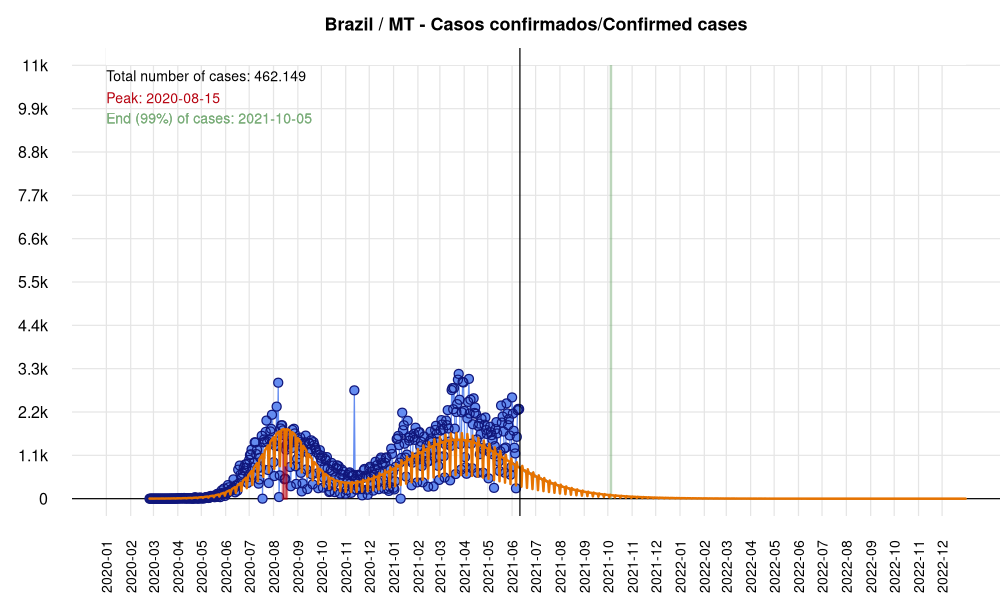 Brazil / MT - Casos confirmados/Confirmed cases
11k
Total number of cases: 462.149
Peak: 2020-08-15
9.9k
End (99%) of cases: 2021-10-05
8.8k
7.7k
6.6k
5.5k
4.4k
3.3k
2.2k
1.1k
0
2020-01
2020-02
2020-03
2020-04
2020-05
2020-06
2020-07
2020-08
2020-09
2020-10
2020-11
2020-12
2021-01
2021-02
2021-03
2021-04
2021-05
2021-06
2021-07
2021-08
2021-09
2021-10
2021-11
2021-12
2022-01
2022-02
2022-03
2022-04
2022-05
2022-06
2022-07
2022-08
2022-09
2022-10
2022-11
2022-12